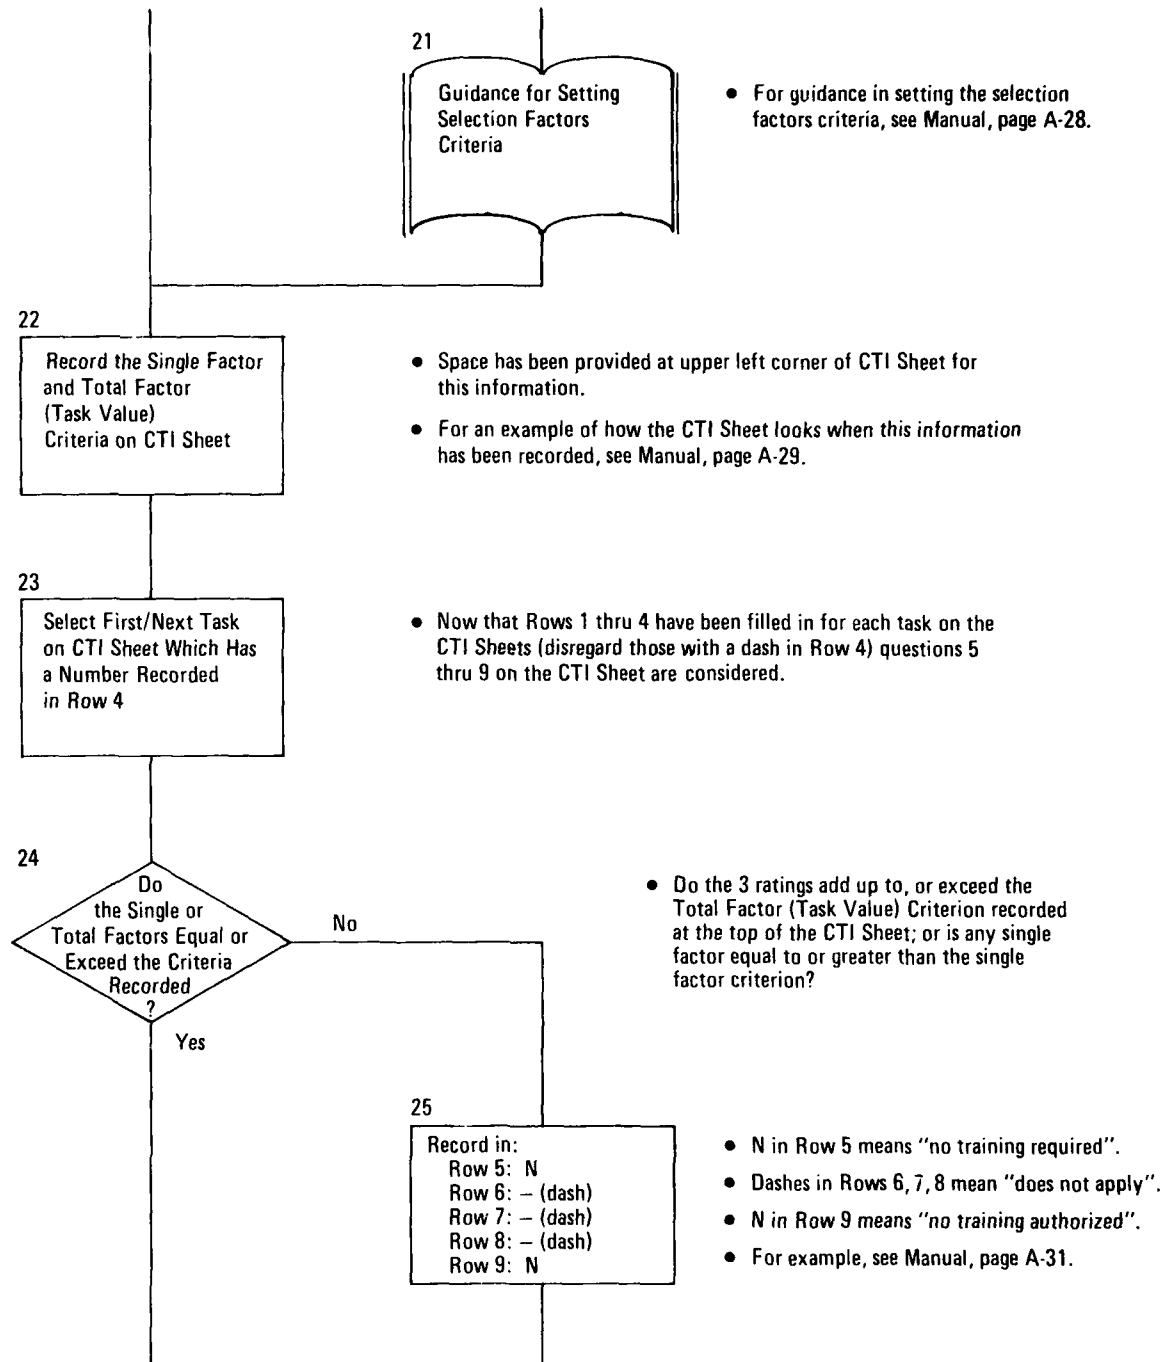 21
Guidance for Setting
Selection Factors
Criteria
● For guidance in setting the selection
factors criteria, see Manual, page A-28.
22
Record the Single Factor
and Total Factor
(Task Value)
Criteria on CTI Sheet
● Space has been provided at upper left corner of CTI Sheet for
this information.
● For an example of how the CTI Sheet looks when this information
has been recorded, see Manual, page A-29.
23
Select First/Next Task
on CTI Sheet Which Has
a Number Recorded
in Row 4
● Now that Rows 1 thru 4 have been filled in for each task on the
CTI Sheets (disregard those with a dash in Row 4) questions 5
thru 9 on the CTI Sheet are considered.
24
Do
the Single or
Total Factors Equal or
Exceed the Criteria
Recorded
?
No
Yes
● Do the 3 ratings add up to, or exceed the
Total Factor (Task Value) Criterion recorded
at the top of the CTI Sheet; or is any single
factor equal to or greater than the single
factor criterion?
25
Record in:
Row 5: N
Row 6: – (dash)
Row 7: – (dash)
Row 8: – (dash)
Row 9: N
● N in Row 5 means "no training required".
● Dashes in Rows 6, 7, 8 mean "does not apply".
● N in Row 9 means "no training authorized".
● For example, see Manual, page A-31.